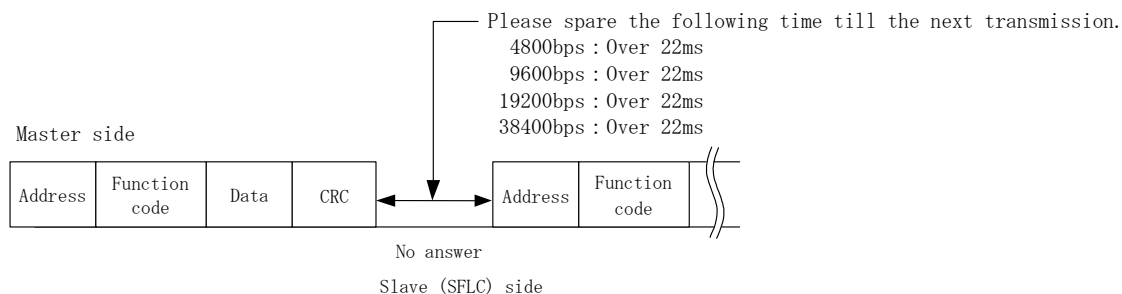 Please spare the following time till the next transmission.
4800bps：Over 22ms
9600bps：Over 22ms
19200bps：Over 22ms
38400bps：Over 22ms
Master side
Address
Function
code
Data
CRC
Address
Function
code
No answer
Slave (SFLC) side